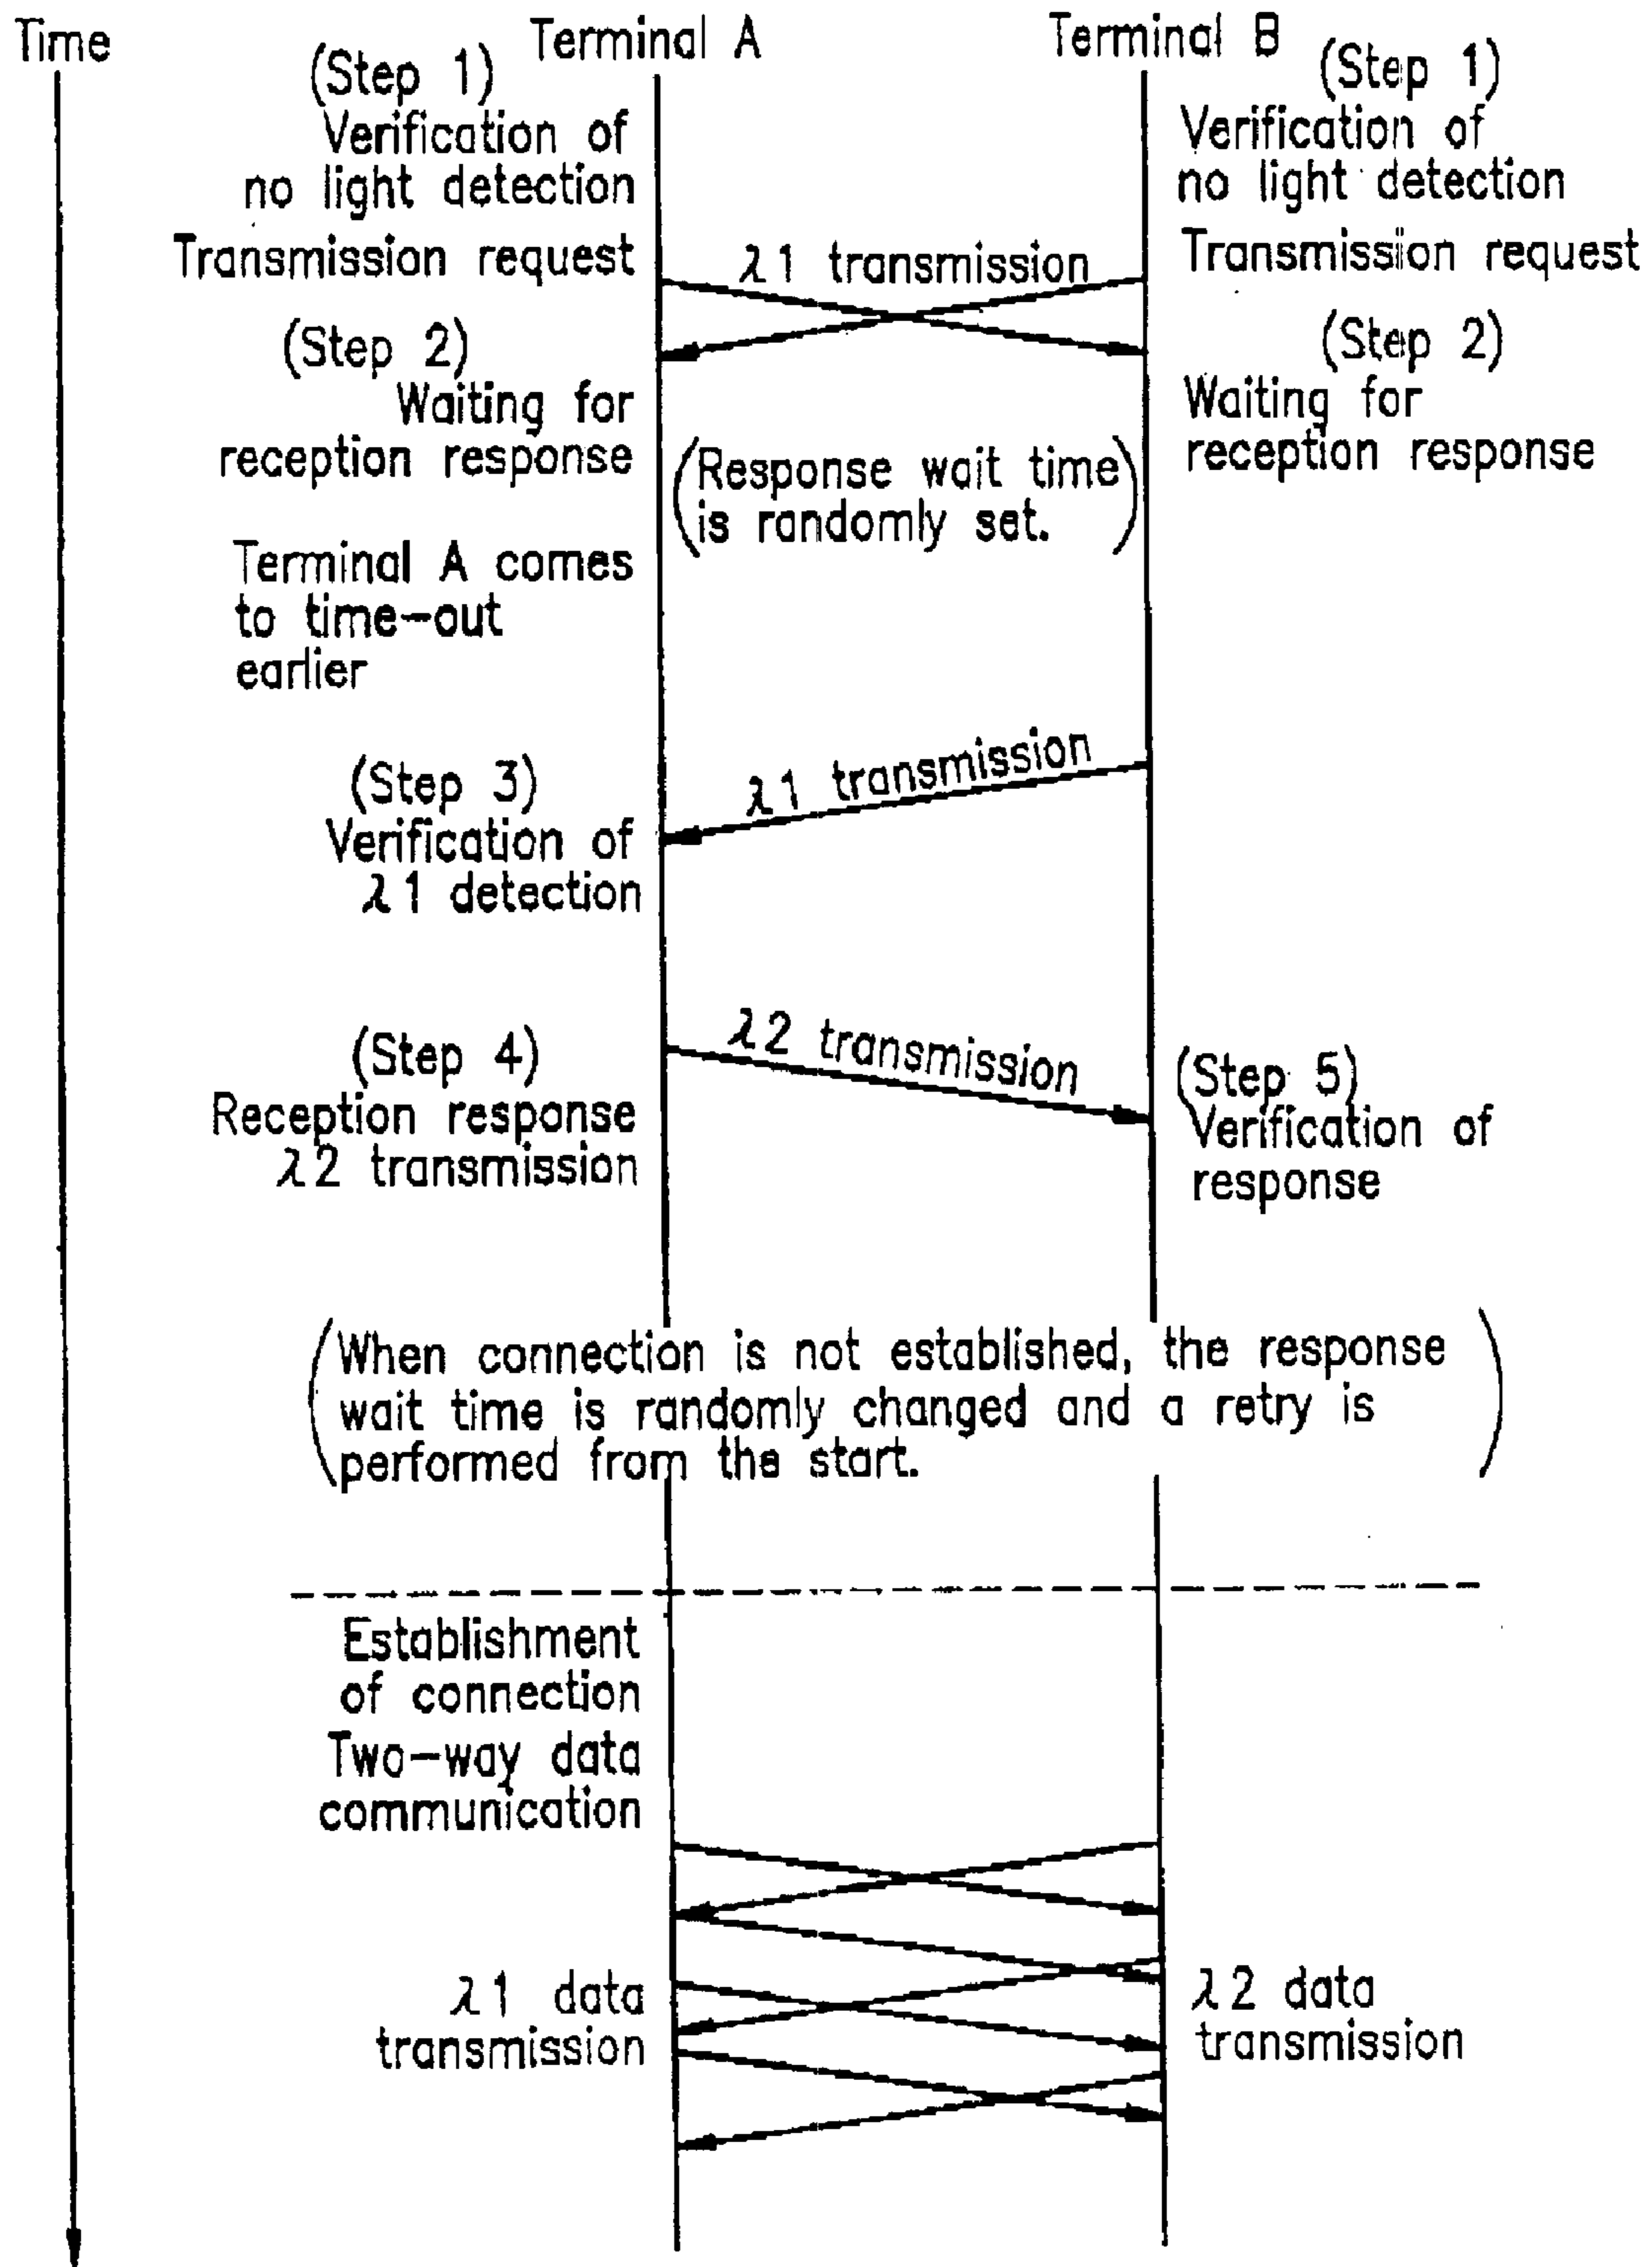 Time
Terminal A
Terminal B
(Step 1)
Verification of
no light detection
Transmission request
(Step 1)
Verification of
no light detection
Transmission request
λ1 transmission
(Step 2)
Waiting for
reception response
(Response wait time
is randomly set.)
(Step 2)
Waiting for
reception response
Terminal A comes
to time-out
earlier
λ1 transmission
(Step 3)
Verification of
λ1 detection
λ2 transmission
(Step 4)
Reception response
λ2 transmission
(Step 5)
Verification of
response
(When connection is not established, the response
wait time is randomly changed and a retry is
performed from the start.)
Establishment
of connection
Two-way data
communication
λ1 data
transmission
λ2 data
transmission